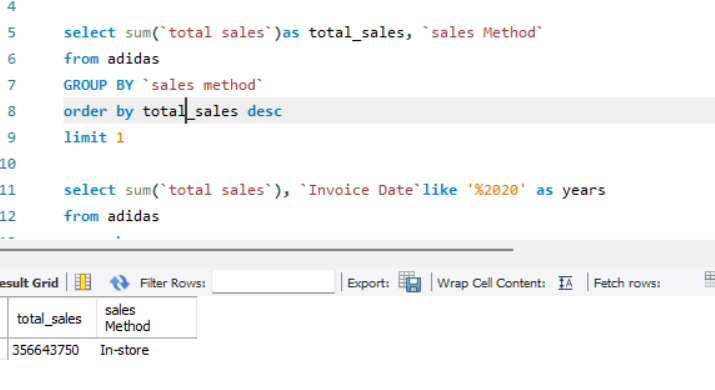 4
5 select sum(`total sales`)as total_sales, `sales Method`
6 from adidas
7 GROUP BY `sales method`
8 order by total_sales desc
9 limit 1
10
11 select sum(`total sales`), `Invoice Date`like '%2020' as years
12 from adidas
esult Grid Filter Rows: Export: Wrap Cell Content: Fetch rows:
total_sales sales Method
356643750 In-store